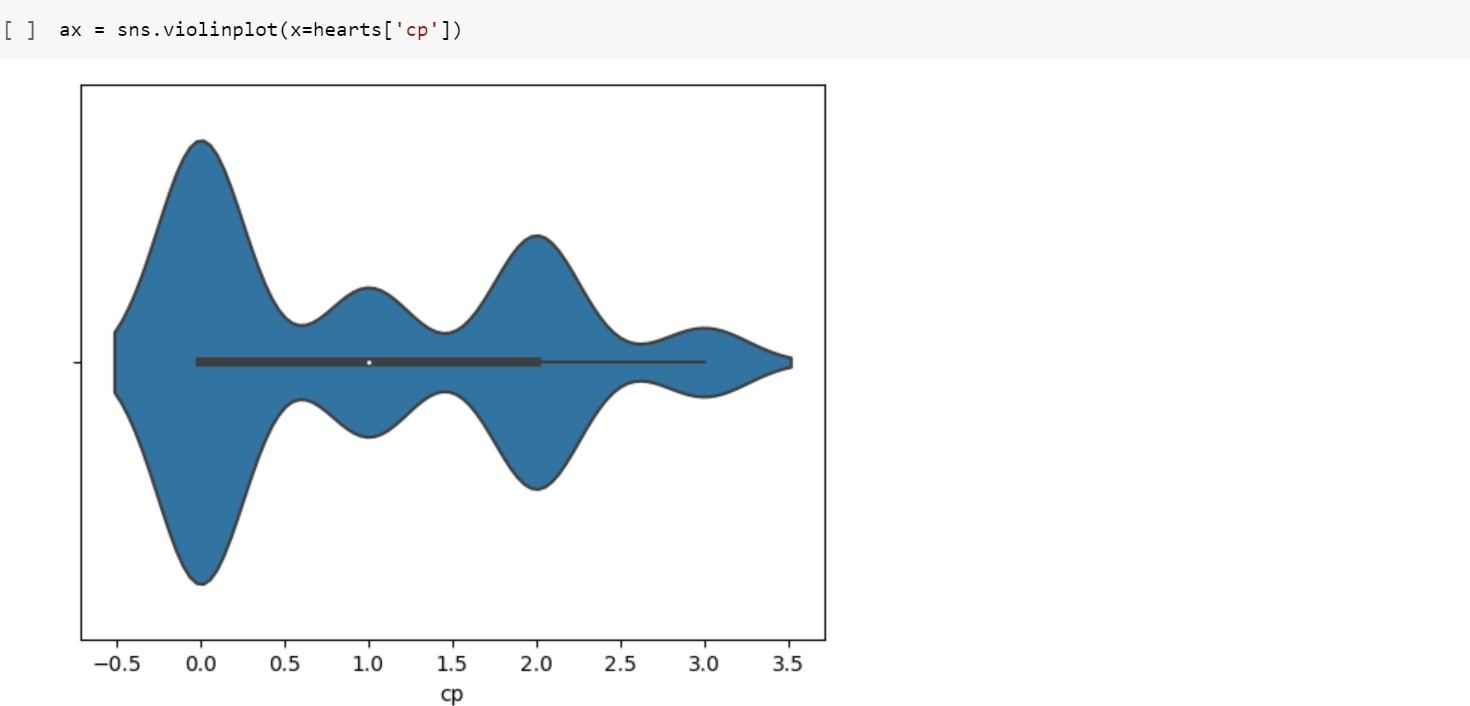 [ ] ax = sns.violinplot(x=hearts['cp'])
−0.5 0.0 0.5 1.0 1.5 2.0 2.5 3.0 3.5
cp